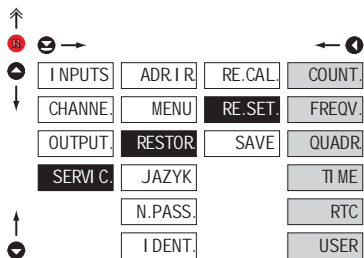 R
INPUTS ADR.IR. RE.CAL. COUNT.
CHANNE. MENU RE.SET. FREQV.
OUTPUT. RESTOR. SAVE QUADR.
SERVIC. JAZYK TIME
N.PASS. RTC
IDENT. USER